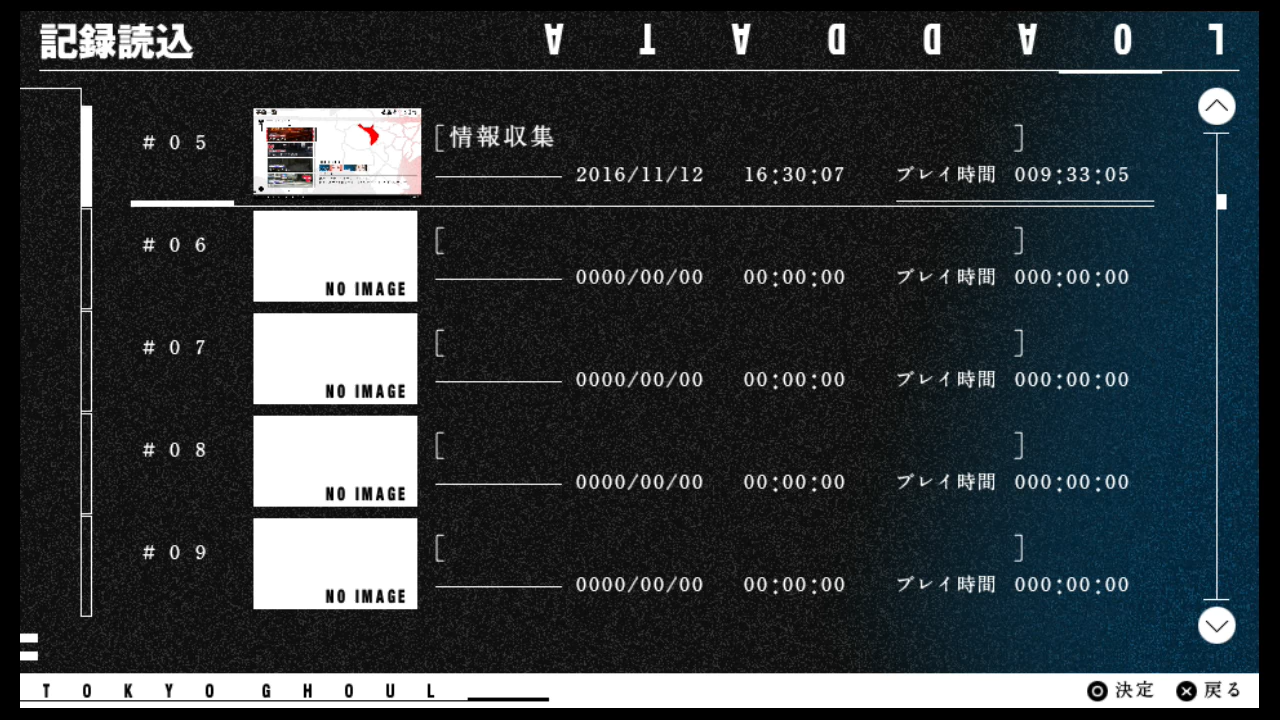 記録読込
LOADDATA
#05
[情報収集]
2016/11/12 16:30:07 プレイ時間 009:33:05
#06
NO IMAGE
[ ]
0000/00/00 00:00:00 プレイ時間 000:00:00
#07
NO IMAGE
[ ]
0000/00/00 00:00:00 プレイ時間 000:00:00
#08
NO IMAGE
[ ]
0000/00/00 00:00:00 プレイ時間 000:00:00
#09
NO IMAGE
[ ]
0000/00/00 00:00:00 プレイ時間 000:00:00
TOKYO GHOUL
決定 戻る